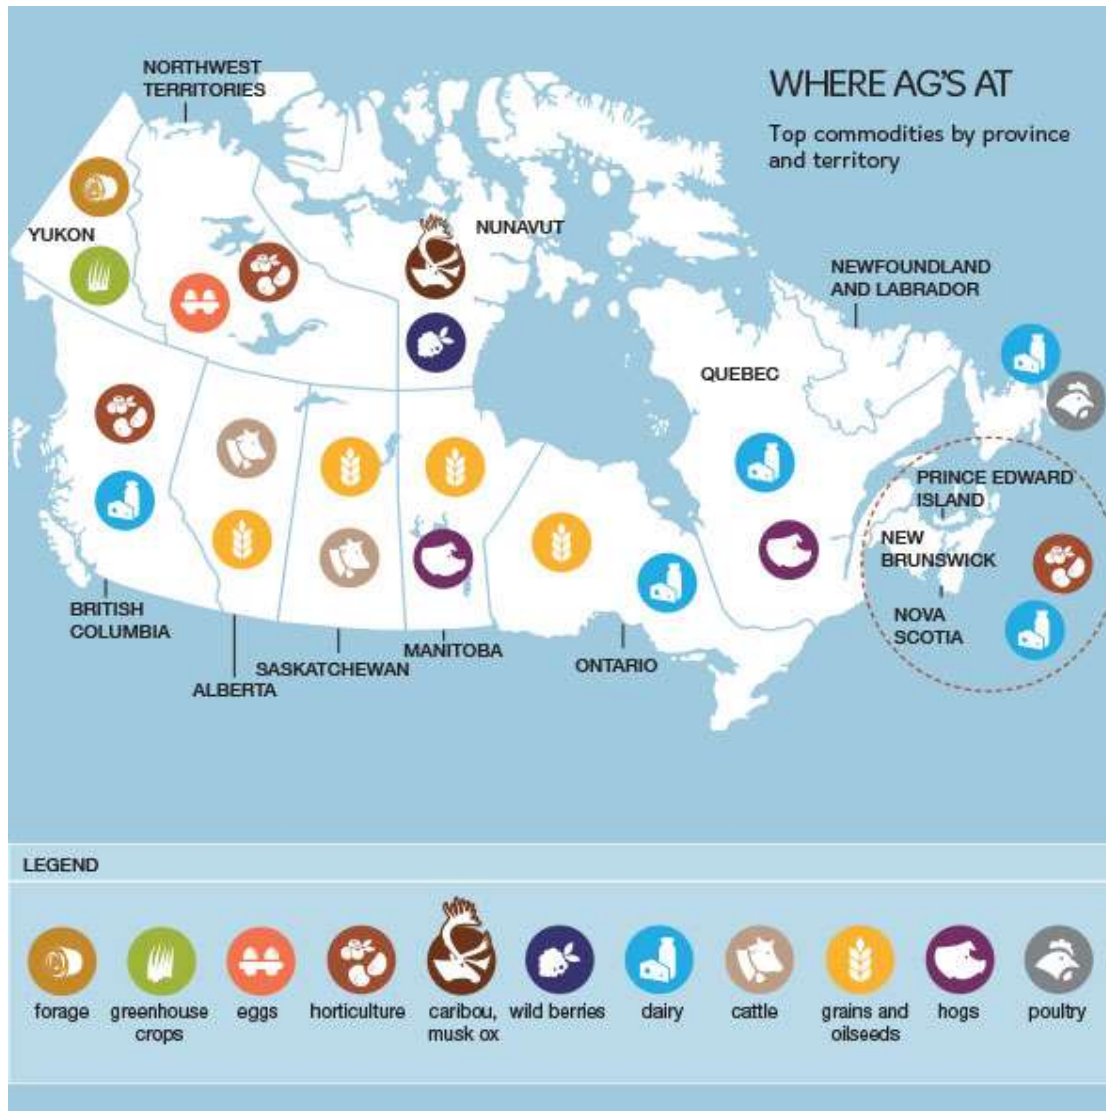 WHERE AG'S AT
Top commodities by province
and territory
NORTHWEST
TERRITORIES
YUKON
NUNAVUT
NEWFOUNDLAND
AND LABRADOR
QUEBEC
PRINCE EDWARD
ISLAND
NEW
BRUNSWICK
NOVA
SCOTIA
BRITISH
COLUMBIA
ALBERTA
SASKATCHEWAN
MANITOBA
ONTARIO
LEGEND
forage
greenhouse
crops
eggs
horticulture
caribou,
musk ox
wild berries
dairy
cattle
grains and
oilseeds
hogs
poultry